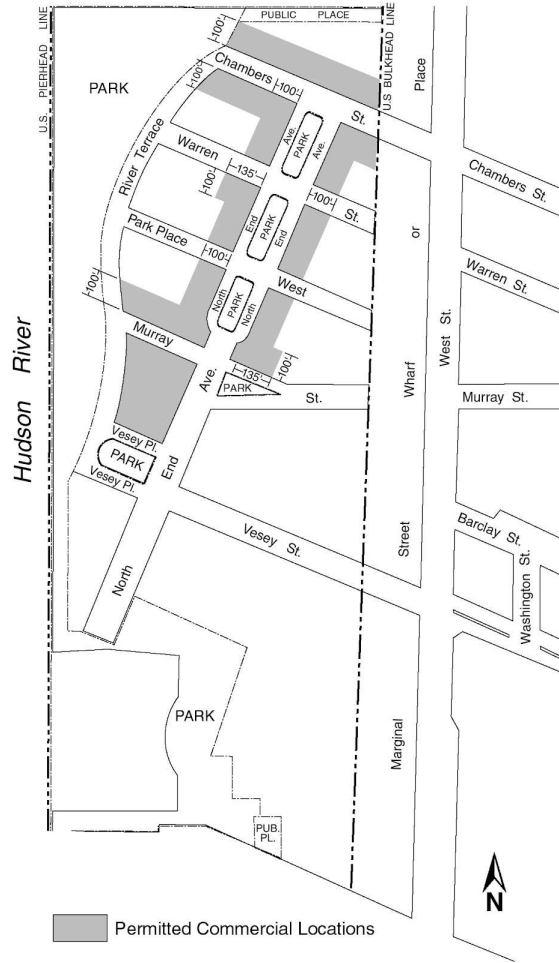 U.S. PIERHEAD LINE
PUBLIC PLACE
U.S BULKHEAD LINE
PARK
-100'-
Chambers
St.
Place
-100'-
-100'-
Ave.
PARK
Ave.
River Terrace
Warren
-135'-
-100'-
-100'-
St.
Chambers St.
Park Place
-100'-
End
PARK
End
or
Warren St.
-100'-
North
PARK
North
West
Murray
Hudson River
Ave.
-135'-
-100'-
PARK
St.
Wharf
West St.
Murray St.
Vesey Pl.
PARK
Vesey Pl.
End
Vesey St.
Street
Barclay St.
Washington St.
North
PARK
Marginal
PUB.
PL.
N
Permitted Commercial Locations